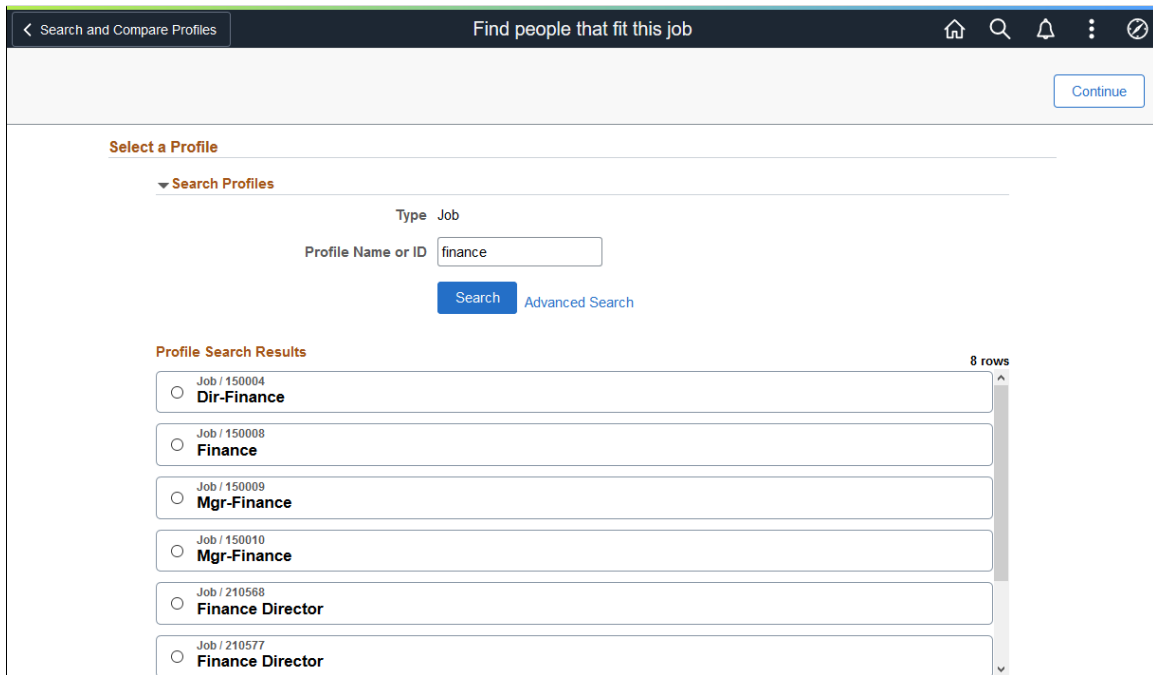 Search and Compare Profiles
Find people that fit this job
Continue
Select a Profile
Search Profiles
Type Job
Profile Name or ID finance
Search Advanced Search
Profile Search Results
8 rows
Job / 150004
Dir-Finance
Job / 150008
Finance
Job / 150009
Mgr-Finance
Job / 150010
Mgr-Finance
Job / 210568
Finance Director
Job / 210577
Finance Director